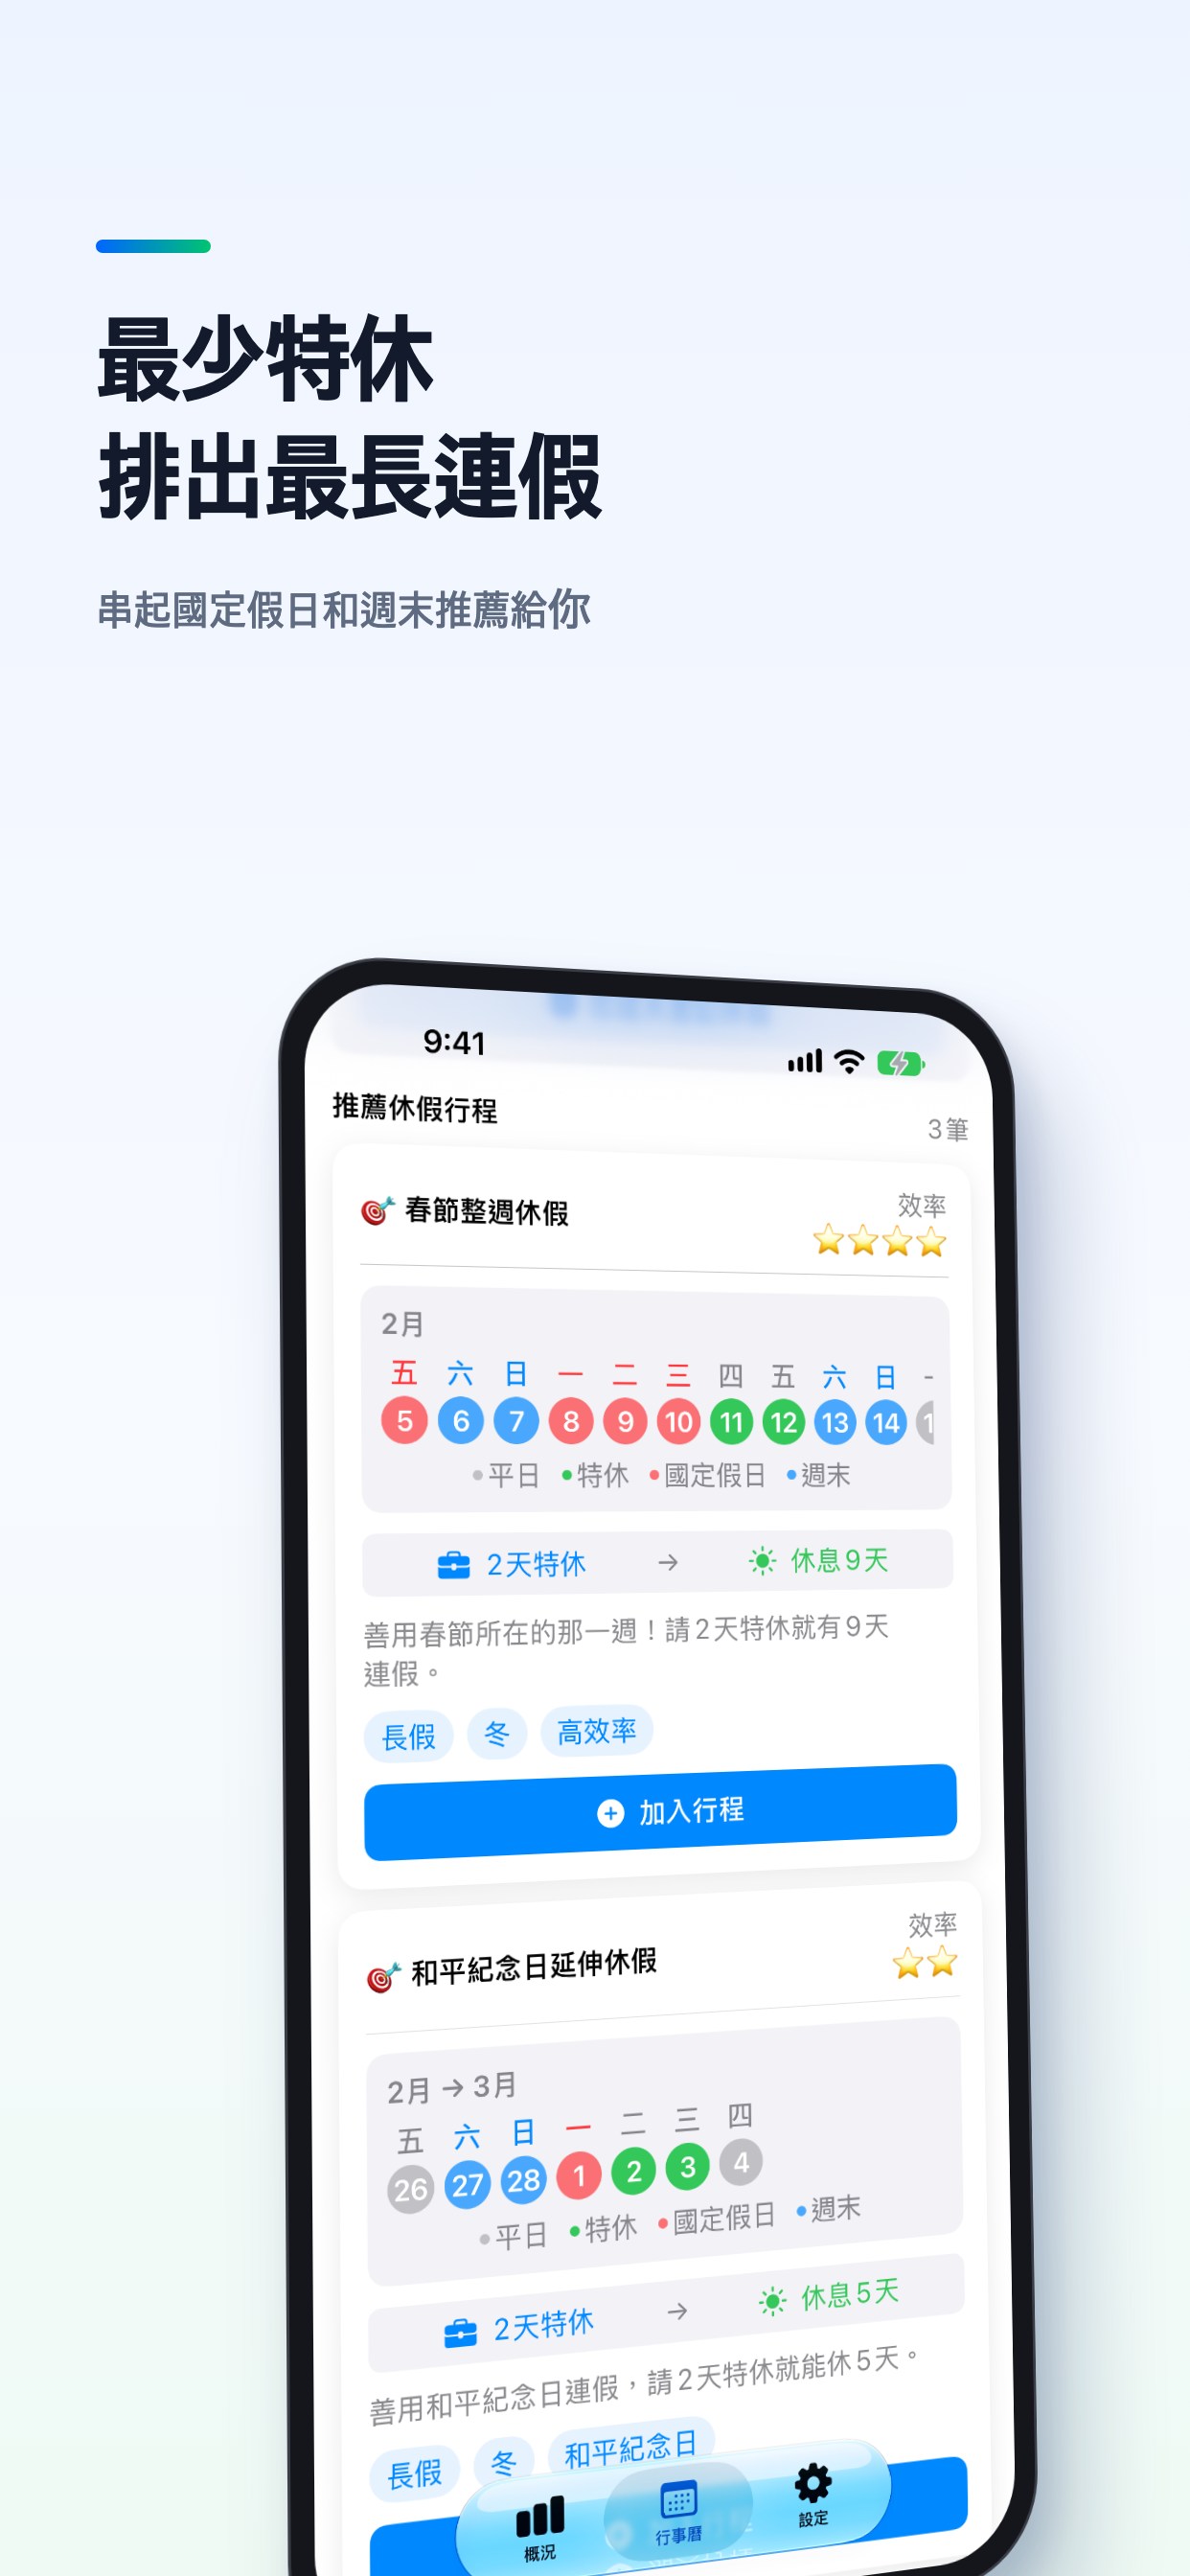 最少特休
排出最長連假
串起國定假日和週末推薦給你
9:41
推薦休假行程
3筆
春節整週休假
效率
2月
五 六 日 一 二 三 四 五 六 日
5 6 7 8 9 10 11 12 13 14
平日 特休 國定假日 週末
2天特休 → 休息9天
善用春節所在的那一週！請2天特休就有9天
連假。
長假 冬 高效率
加入行程
和平紀念日延伸休假
效率
2月 → 3月
五 六 日 一 二 三 四
26 27 28 1 2 3 4
平日 特休 國定假日 週末
2天特休 → 休息5天
善用和平紀念日連假，請2天特休就能休5天。
長假 冬 和平紀念日
概況 行事曆 設定